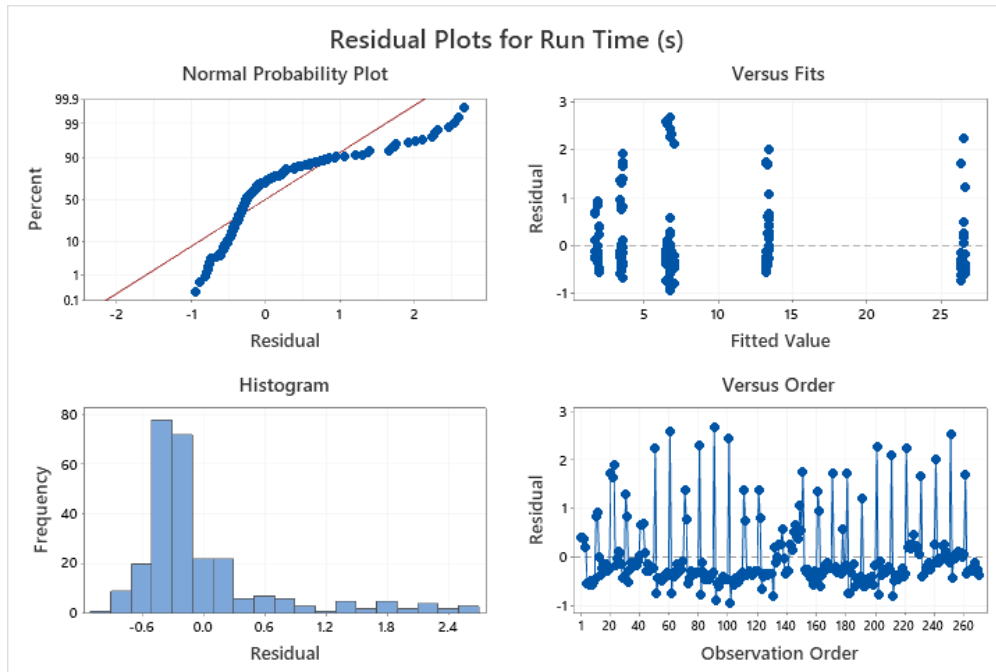 Residual Plots for Run Time (s)
Normal Probability Plot
99.9
99
90
50
10
1
0.1
Percent
-2 -1 0 1 2
Residual
Versus Fits
3
2
1
0
-1
Residual
5 10 15 20 25
Fitted Value
Histogram
80
60
40
20
0
Frequency
-0.6 0.0 0.6 1.2 1.8 2.4
Residual
Versus Order
3
2
1
0
-1
Residual
1 20 40 60 80 100 120 140 160 180 200 220 240 260
Observation Order